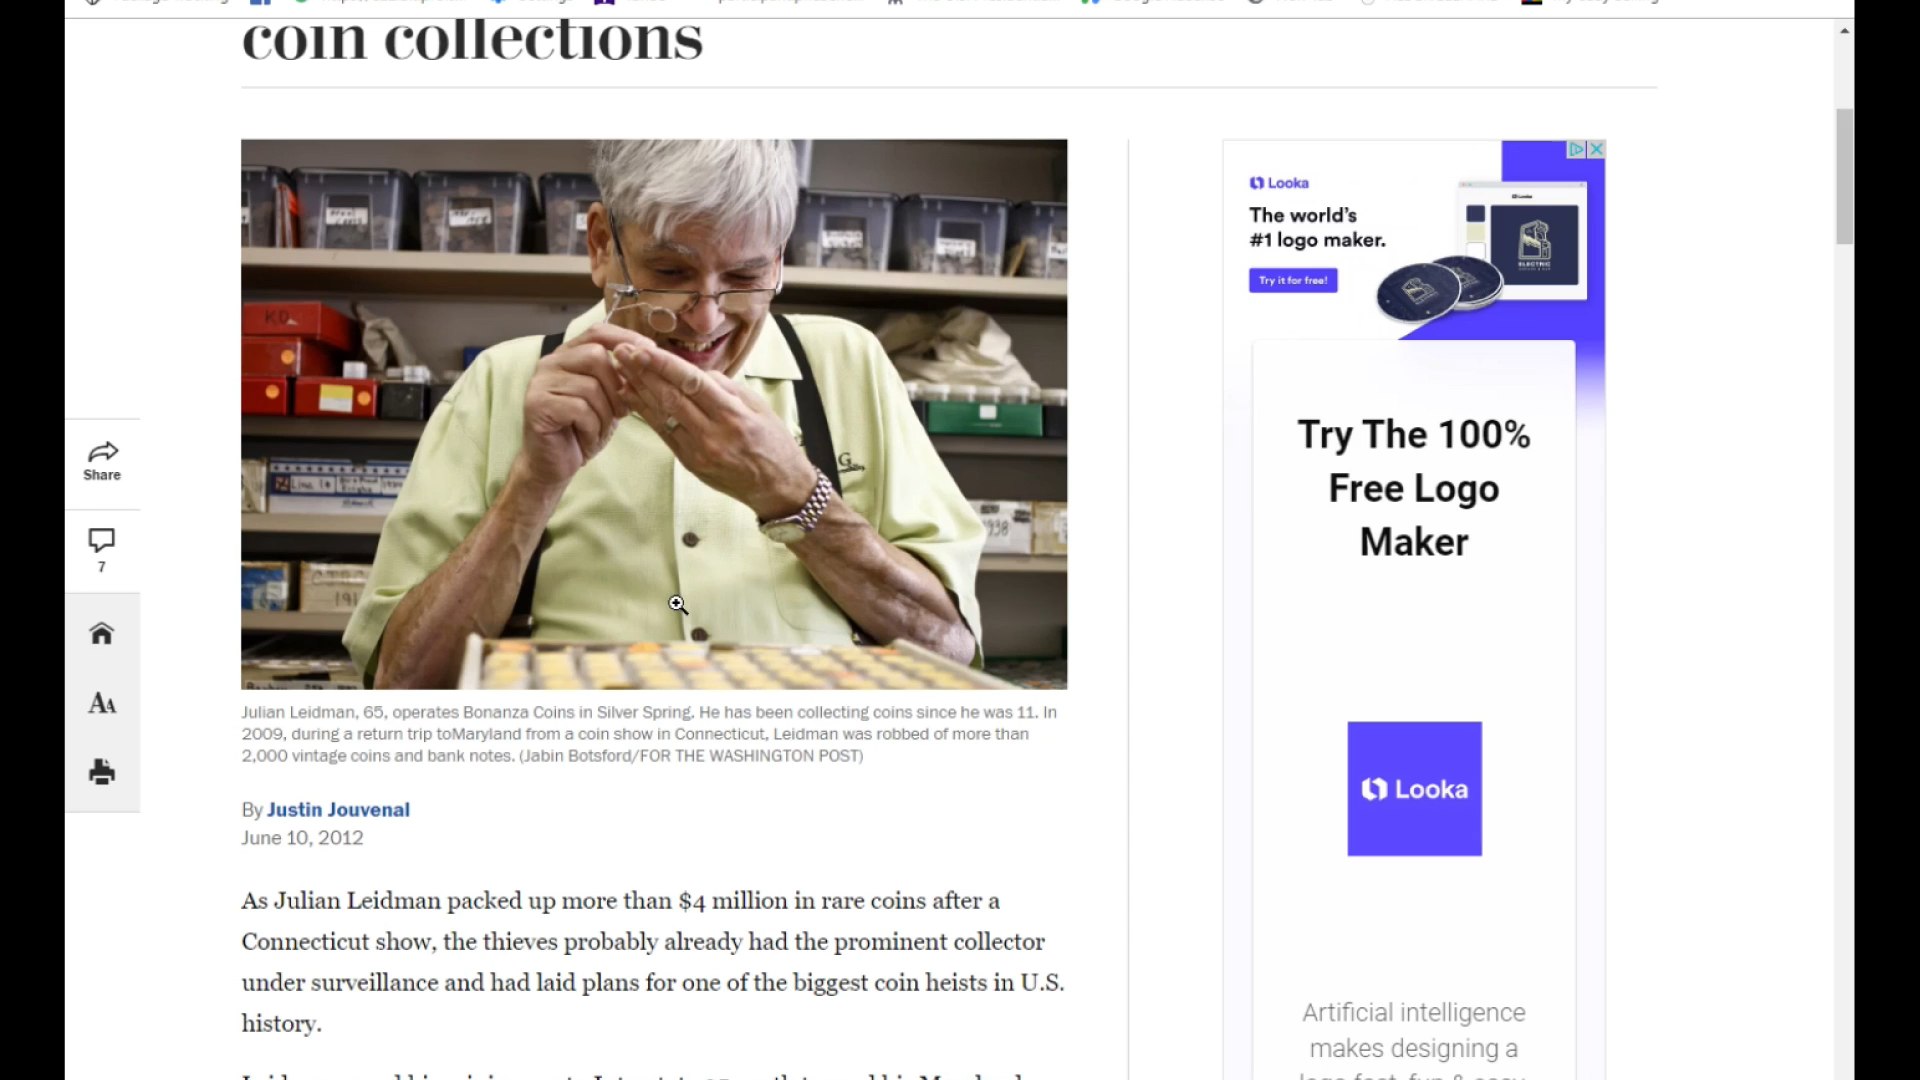 coin collections
Looka
The world's
#1 logo maker.
Try it for free!
Looka
ELECTRIC
KD
G
1938
191
Share
7
Try The 100%
Free Logo
Maker
Looka
Julian Leidman, 65, operates Bonanza Coins in Silver Spring. He has been collecting coins since he was 11. In
2009, during a return trip toMaryland from a coin show in Connecticut, Leidman was robbed of more than
2,000 vintage coins and bank notes. (Jabin Botsford/FOR THE WASHINGTON POST)
By Justin Jouvenal
June 10, 2012
As Julian Leidman packed up more than $4 million in rare coins after a
Connecticut show, the thieves probably already had the prominent collector
under surveillance and had laid plans for one of the biggest coin heists in U.S.
history.
Artificial intelligence
makes designing a